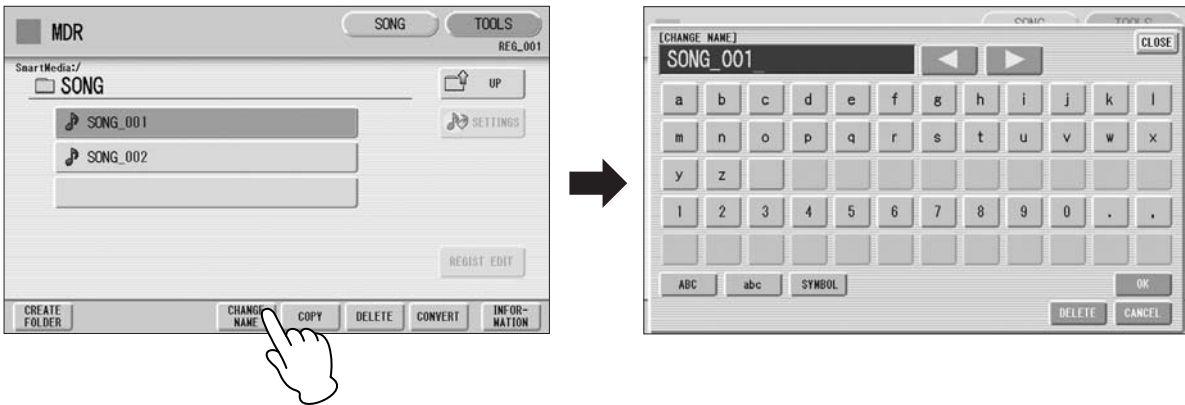 MDR
SONG
TOOLS
REG_001
SmartMedia:/
SONG
UP
SONG_001
SETTINGS
SONG_002
REGIST EDIT
CREATE FOLDER
CHANGE NAME
COPY
DELETE
CONVERT
INFOR-
MATION
[CHANGE NAME]
CLOSE
SONG_001_
a b c d e f g h i j k l
m n o p q r s t u v w x
y z
1 2 3 4 5 6 7 8 9 0 . ,
ABC abc SYMBOL OK
DELETE CANCEL